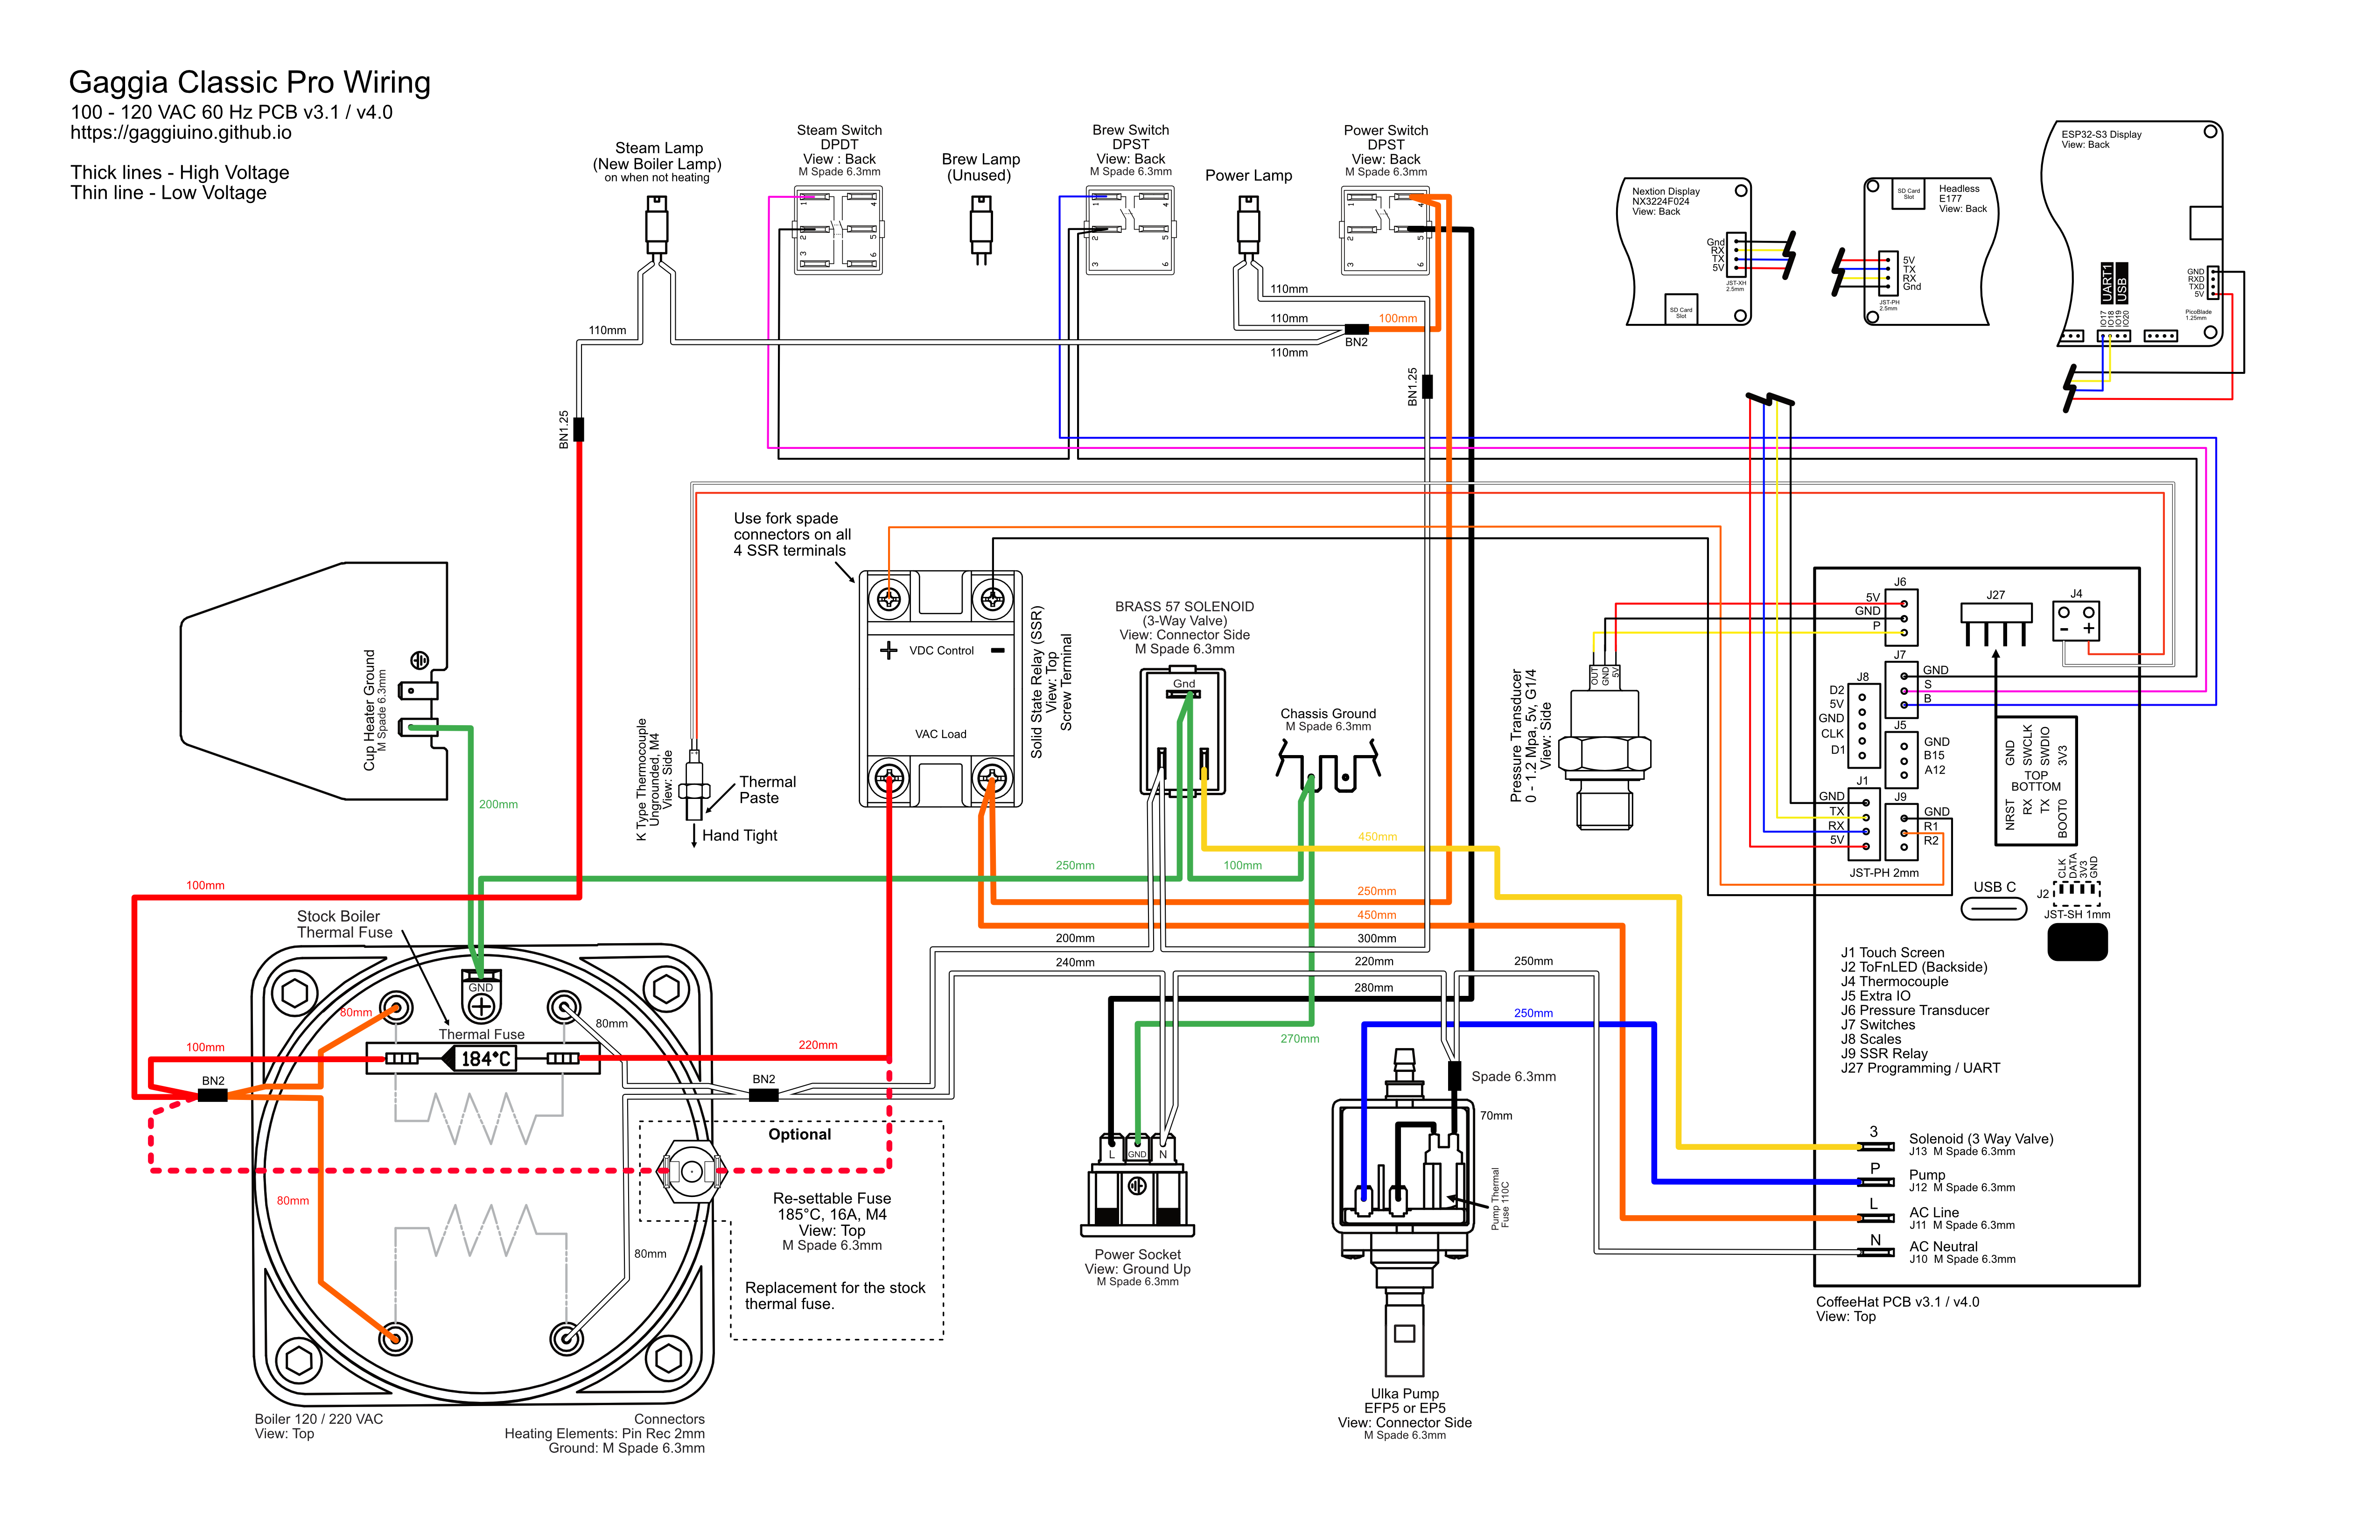 Gaggia Classic Pro Wiring
100 - 120 VAC 60 Hz PCB v3.1 / v4.0
https://gaggiuino.github.io
Thick lines - High Voltage
Thin line - Low Voltage
Steam Lamp
(New Boiler Lamp)
on when not heating
Steam Switch
DPDT
View : Back
M Spade 6.3mm
1
2
3
4
5
6
Brew Lamp
(Unused)
Brew Switch
DPST
View: Back
M Spade 6.3mm
1
2
3
4
5
6
Power Lamp
Power Switch
DPST
View: Back
M Spade 6.3mm
1
2
3
4
5
6
110mm
110mm
110mm
110mm
100mm
BN2
BN1.25
BN1.25
Nextion Display
NX3224F024
View: Back
Gnd
RX
TX
5V
JST-XH
2.5mm
SD Card
Slot
SD Card
Slot
Headless
E177
View: Back
5V
TX
RX
Gnd
JST-PH
2.5mm
ESP32-S3 Display
View: Back
UART1
USB
IO17
IO18
IO19
IO20
GND
RXD
TXD
5V
PicoBlade
1.25mm
Use fork spade
connectors on all
4 SSR terminals
+ VDC Control -
VAC Load
Solid State Relay (SSR)
View: Top
Screw Terminal
Cup Heater Ground
M Spade 6.3mm
200mm
K Type Thermocouple
Ungrounded, M4
View: Side
Thermal
Paste
Hand Tight
BRASS 57 SOLENOID
(3-Way Valve)
View: Connector Side
M Spade 6.3mm
Gnd
Chassis Ground
M Spade 6.3mm
Pressure Transducer
0 - 1.2 Mpa, 5v, G1/4
View: Side
OUT
GND
5V
450mm
250mm
100mm
250mm
450mm
200mm
300mm
240mm
220mm
250mm
280mm
250mm
270mm
100mm
Stock Boiler
Thermal Fuse
GND
80mm
80mm
Thermal Fuse
184°C
100mm
220mm
BN2
BN2
80mm
80mm
Optional
Re-settable Fuse
185°C, 16A, M4
View: Top
M Spade 6.3mm
Replacement for the stock
thermal fuse.
Boiler 120 / 220 VAC
View: Top
Connectors
Heating Elements: Pin Rec 2mm
Ground: M Spade 6.3mm
L
GND
N
Power Socket
View: Ground Up
M Spade 6.3mm
Spade 6.3mm
70mm
Pump Thermal
Fuse 110C
Ulka Pump
EFP5 or EP5
View: Connector Side
M Spade 6.3mm
J6
5V
GND
P
J27
J4
- +
J7
GND
S
B
J8
D2
5V
GND
CLK
D1
J5
GND
B15
A12
J1
GND
TX
RX
5V
J9
GND
R1
R2
JST-PH 2mm
GND
SWCLK
SWDIO
3V3
TOP
BOTTOM
NRST
RX
TX
BOOT0
USB C
CLK
DATA
3V3
GND
J2
JST-SH 1mm
J1 Touch Screen
J2 ToFnLED (Backside)
J4 Thermocouple
J5 Extra IO
J6 Pressure Transducer
J7 Switches
J8 Scales
J9 SSR Relay
J27 Programming / UART
3
Solenoid (3 Way Valve)
J13 M Spade 6.3mm
P
Pump
J12 M Spade 6.3mm
L
AC Line
J11 M Spade 6.3mm
N
AC Neutral
J10 M Spade 6.3mm
CoffeeHat PCB v3.1 / v4.0
View: Top